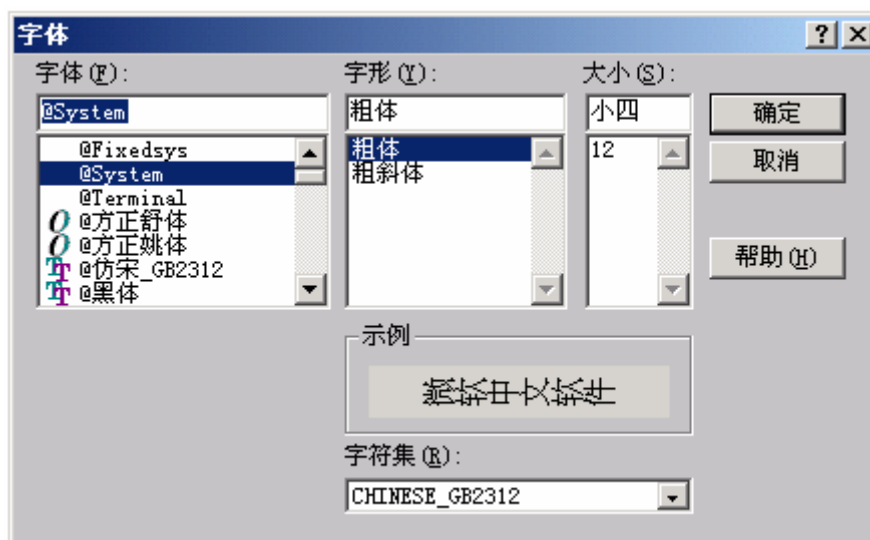 字体
字体(F):
字形(Y):
大小(S):
@System
粗体
小四
确定
@Fixedsys
@System
@Terminal
@方正舒体
@方正姚体
@仿宋_GB2312
@黑体
粗体
粗斜体
12
取消
帮助(H)
示例
字符集(R):
CHINESE_GB2312